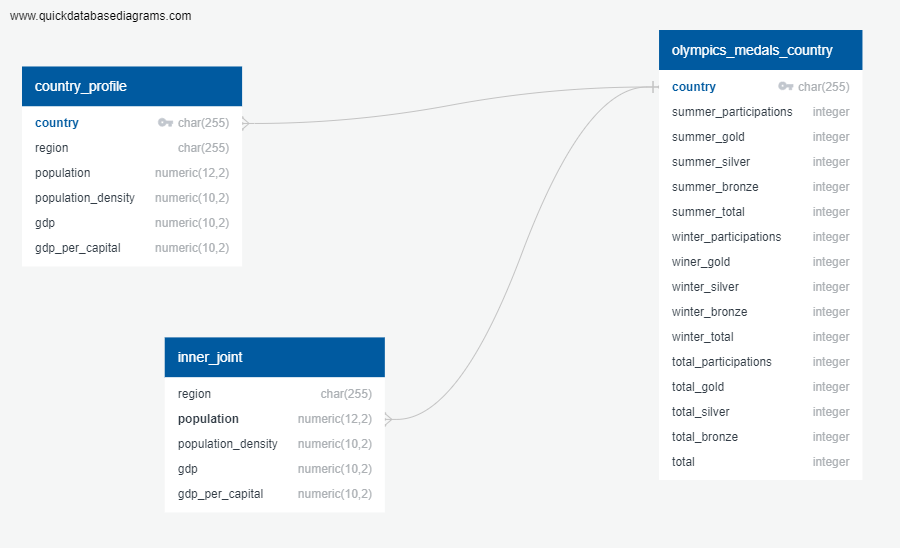 www.quickdatabasediagrams.com
country_profile
country char(255)
region char(255)
population numeric(12,2)
population_density numeric(10,2)
gdp numeric(10,2)
gdp_per_capital numeric(10,2)
inner_joint
region char(255)
population numeric(12,2)
population_density numeric(10,2)
gdp numeric(10,2)
gdp_per_capital numeric(10,2)
olympics_medals_country
country char(255)
summer_participations integer
summer_gold integer
summer_silver integer
summer_bronze integer
summer_total integer
winter_participations integer
winer_gold integer
winter_silver integer
winter_bronze integer
winter_total integer
total_participations integer
total_gold integer
total_silver integer
total_bronze integer
total integer